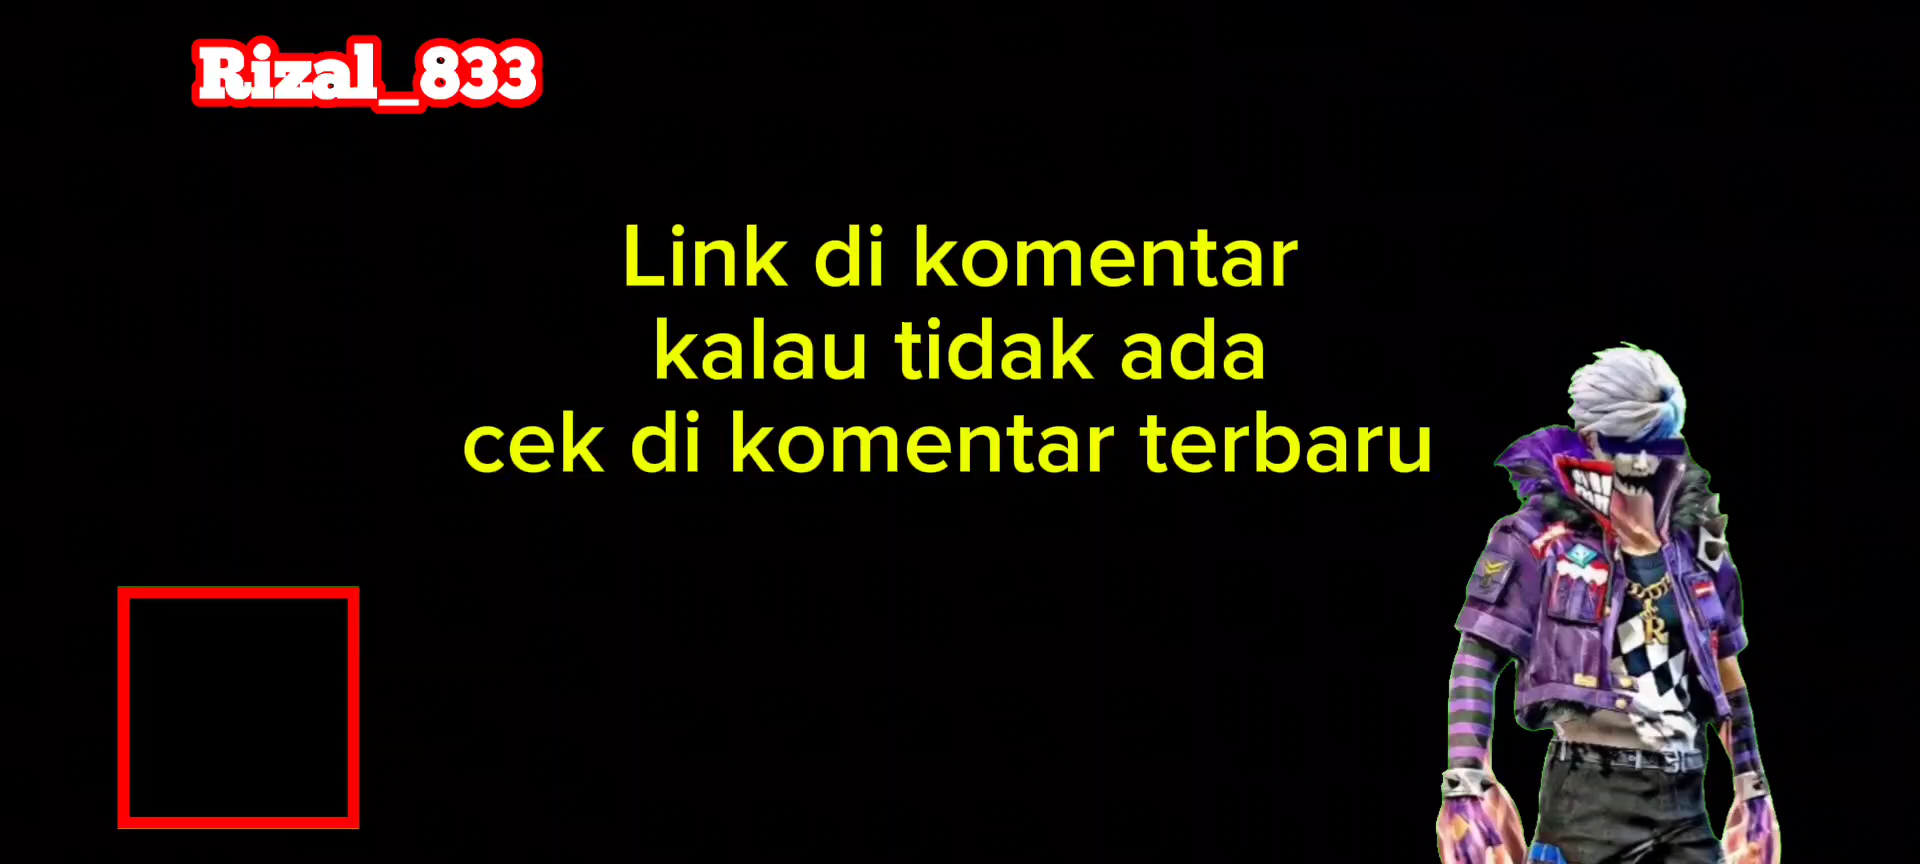 Rizal_833
Link di komentar
kalau tidak ada
cek di komentar terbaru
R